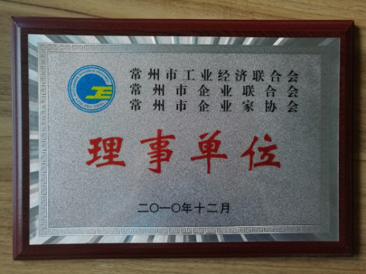 常州市工业经济联合会
常州市企业联合会
常州市企业家协会
理事单位
二〇一〇年十二月